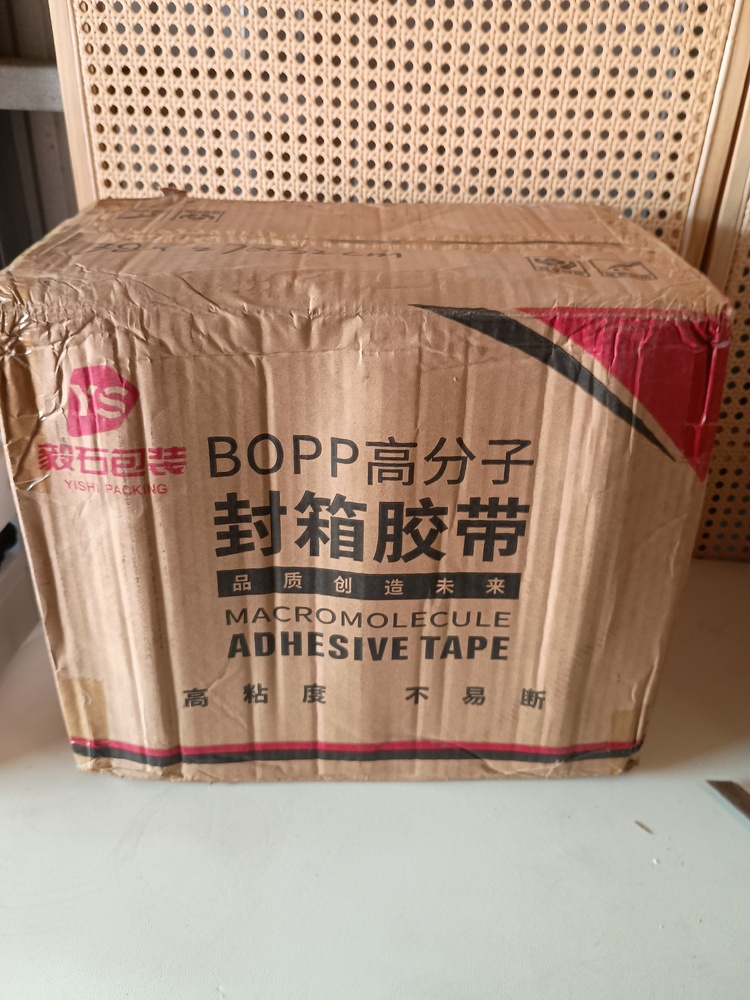 YS
毅石包装
YISHI PACKING
BOPP高分子
封箱胶带
品质创造未来
MACROMOLECULE
ADHESIVE TAPE
高粘度 不易断